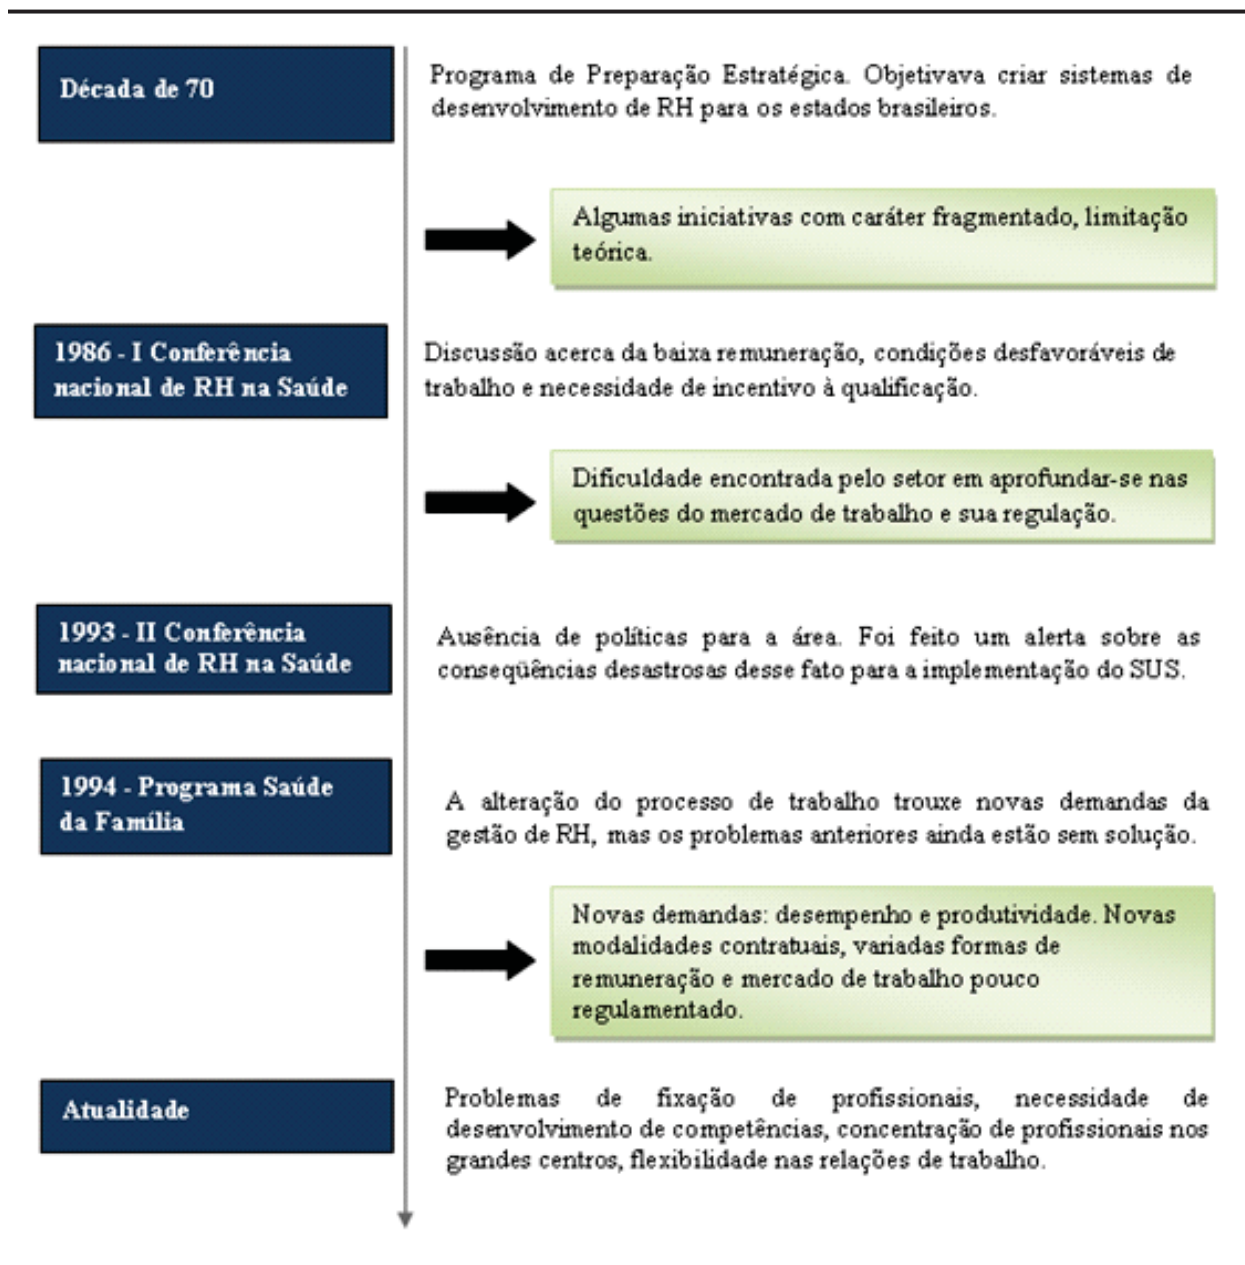 Década de 70
Programa de Preparação Estratégica. Objetivava criar sistemas de
desenvolvimento de RH para os estados brasileiros.
Algumas iniciativas com caráter fragmentado, limitação
teórica.
1986 - I Conferência
nacional de RH na Saúde
Discussão acerca da baixa remuneração, condições desfavoráveis de
trabalho e necessidade de incentivo à qualificação.
Dificuldade encontrada pelo setor em aprofundar-se nas
questões do mercado de trabalho e sua regulação.
1993 - II Conferência
nacional de RH na Saúde
Ausência de políticas para a área. Foi feito um alerta sobre as
conseqüências desastrosas desse fato para a implementação do SUS.
1994 - Programa Saúde
da Família
A alteração do processo de trabalho trouxe novas demandas da
gestão de RH, mas os problemas anteriores ainda estão sem solução.
Novas demandas: desempenho e produtividade. Novas
modalidades contratuais, variadas formas de
remuneração e mercado de trabalho pouco
regulamentado.
Atualidade
Problemas de fixação de profissionais, necessidade de
desenvolvimento de competências, concentração de profissionais nos
grandes centros, flexibilidade nas relações de trabalho.